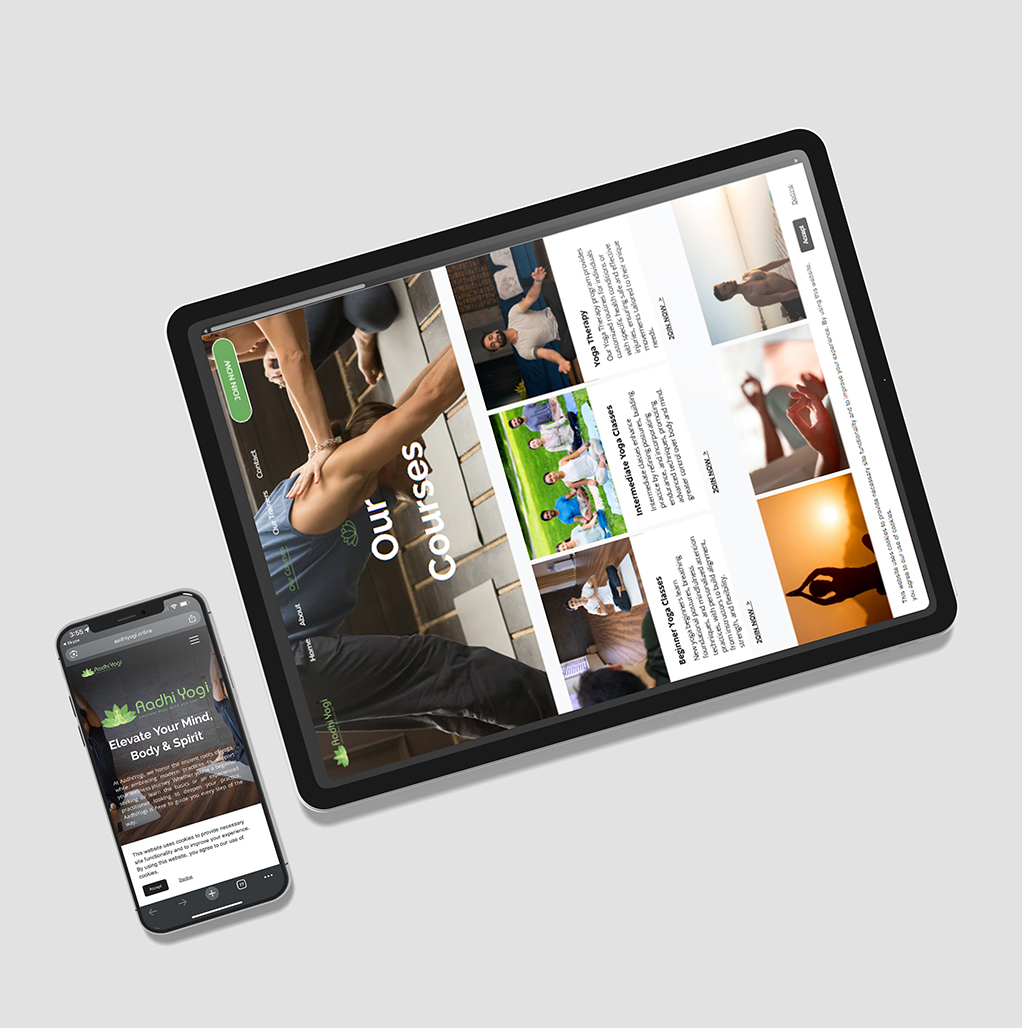 3:55
Skype
aadhiyogi.online
Aadhi Yogi
Aadhi Yogi
Elevate Your Mind,
Body & Spirit
At AadhiYogi, we honor the ancient roots of yoga
while embracing modern practices to support
your wellness journey. Whether you're a beginner
seeking to learn the basics or an experienced
practitioner looking to deepen your practice,
AadhiYogi is here to guide you every step of the
way.
This website uses cookies to provide necessary
site functionality and to improve your experience.
By using this website, you agree to our use of
cookies.
Accept
Decline
Aadhi Yogi
Home
About
Our Courses
Our Trainers
Contact
JOIN NOW
Our
Courses
Beginner Yoga Classes
New yoga beginners learn
foundational postures, breathing
techniques, and mindfulness
practices, with personalized attention
from instructors to build alignment,
strength, and flexibility.
JOIN NOW >
Intermediate Yoga Classes
Intermediate classes enhance
practice by refining postures, building
endurance, and incorporating
advanced techniques, promoting
greater control over body and mind.
JOIN NOW >
Yoga Therapy
Our Yoga Therapy program provides
customized routines for individuals
with specific health conditions or
injuries, ensuring safe and effective
movements tailored to their unique
needs.
JOIN NOW >
This website uses cookies to provide necessary site functionality and to improve your experience. By using this website,
you agree to our use of cookies.
Accept
Decline